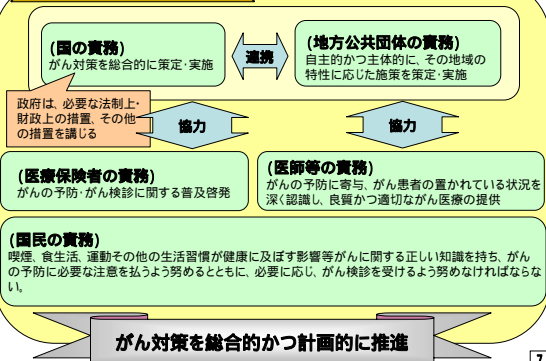 (国の責務)
がん対策を総合的に策定・実施
連携
(地方公共団体の責務)
自主的かつ主体的に、その地域の
特性に応じた施策を策定・実施
政府は、必要な法制上・
財政上の措置、その他
の措置を講じる
協力
協力
(医療保険者の責務)
がんの予防・がん検診に関する普及啓発
(医師等の責務)
がんの予防に寄与、がん患者の置かれている状況を
深く認識し、良質かつ適切ながん医療の提供
(国民の責務)
喫煙、食生活、運動その他の生活習慣が健康に及ぼす影響等がんに関する正しい知識を持ち、がん
の予防に必要な注意を払うよう努めるとともに、必要に応じ、がん検診を受けるよう努めなければならな
い。
がん対策を総合的かつ計画的に推進